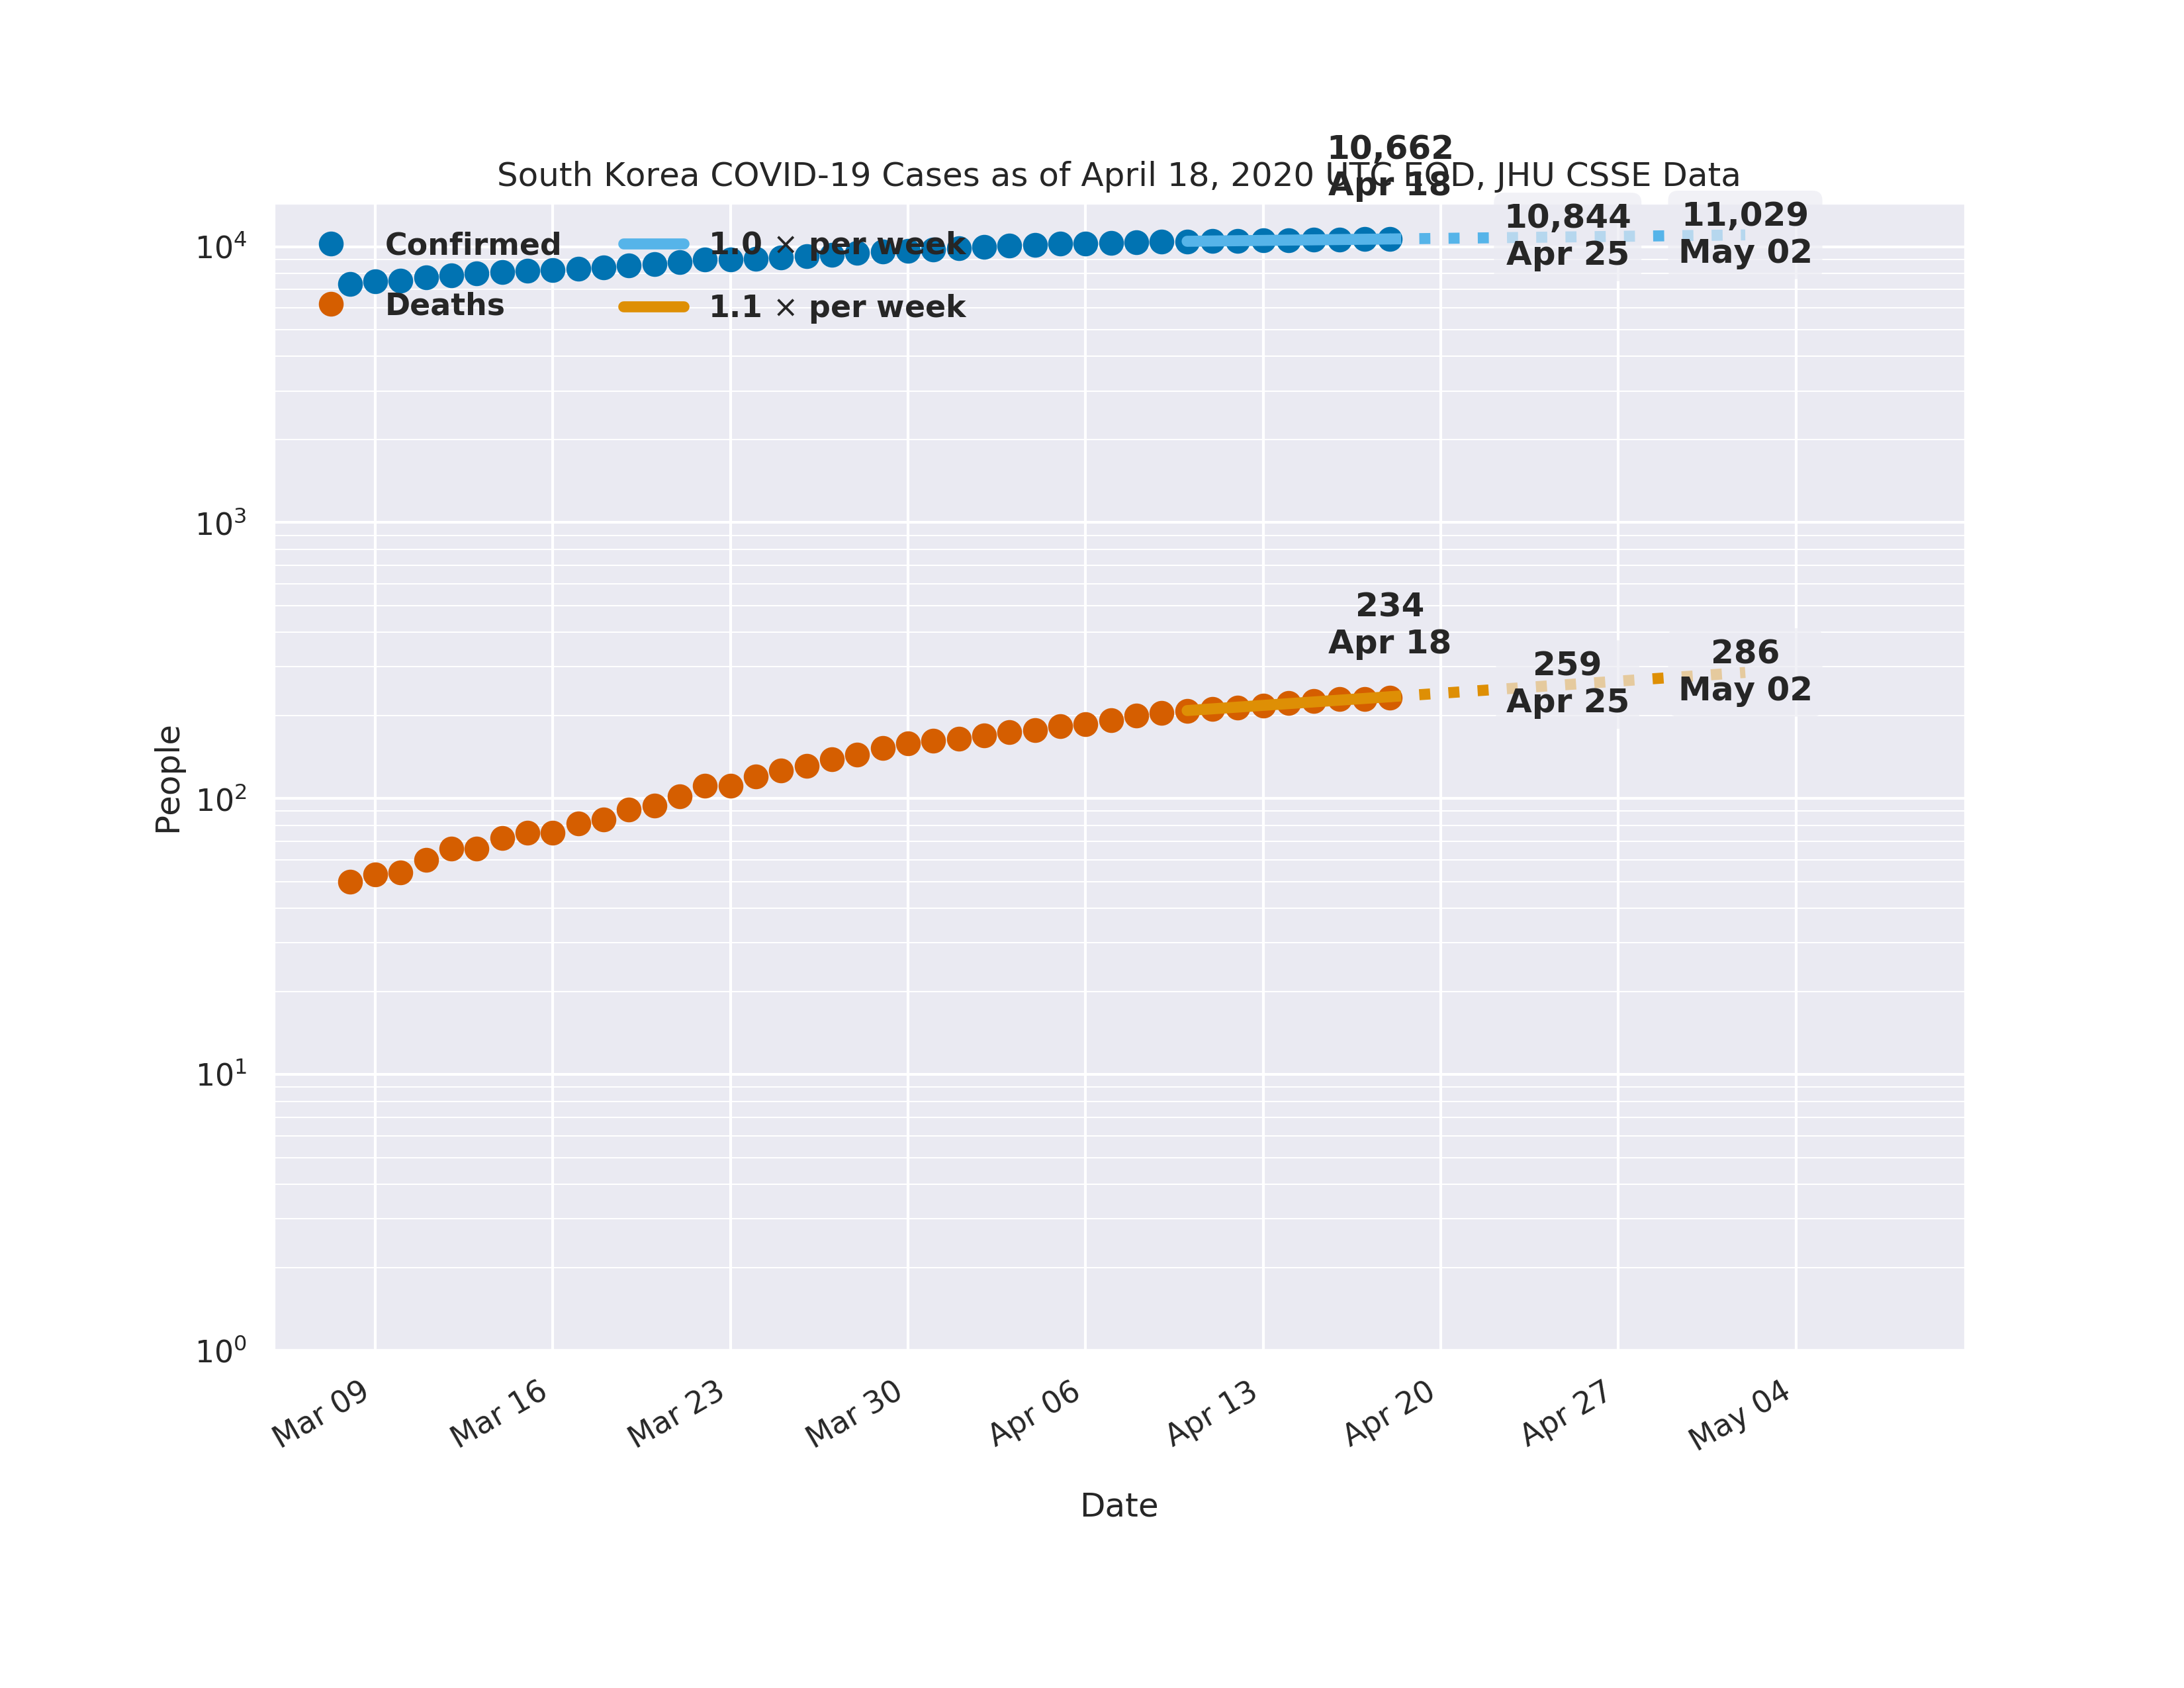 10,662
Apr 18
South Korea COVID-19 Cases as of April 18, 2020 UTC EOD, JHU CSSE Data
10,844
Apr 25
11,029
May 02
Confirmed
1.0 × per week
Deaths
1.1 × per week
234
Apr 18
259
Apr 25
286
May 02
People
10⁴
10³
10²
10¹
10⁰
Mar 09
Mar 16
Mar 23
Mar 30
Apr 06
Apr 13
Apr 20
Apr 27
May 04
Date